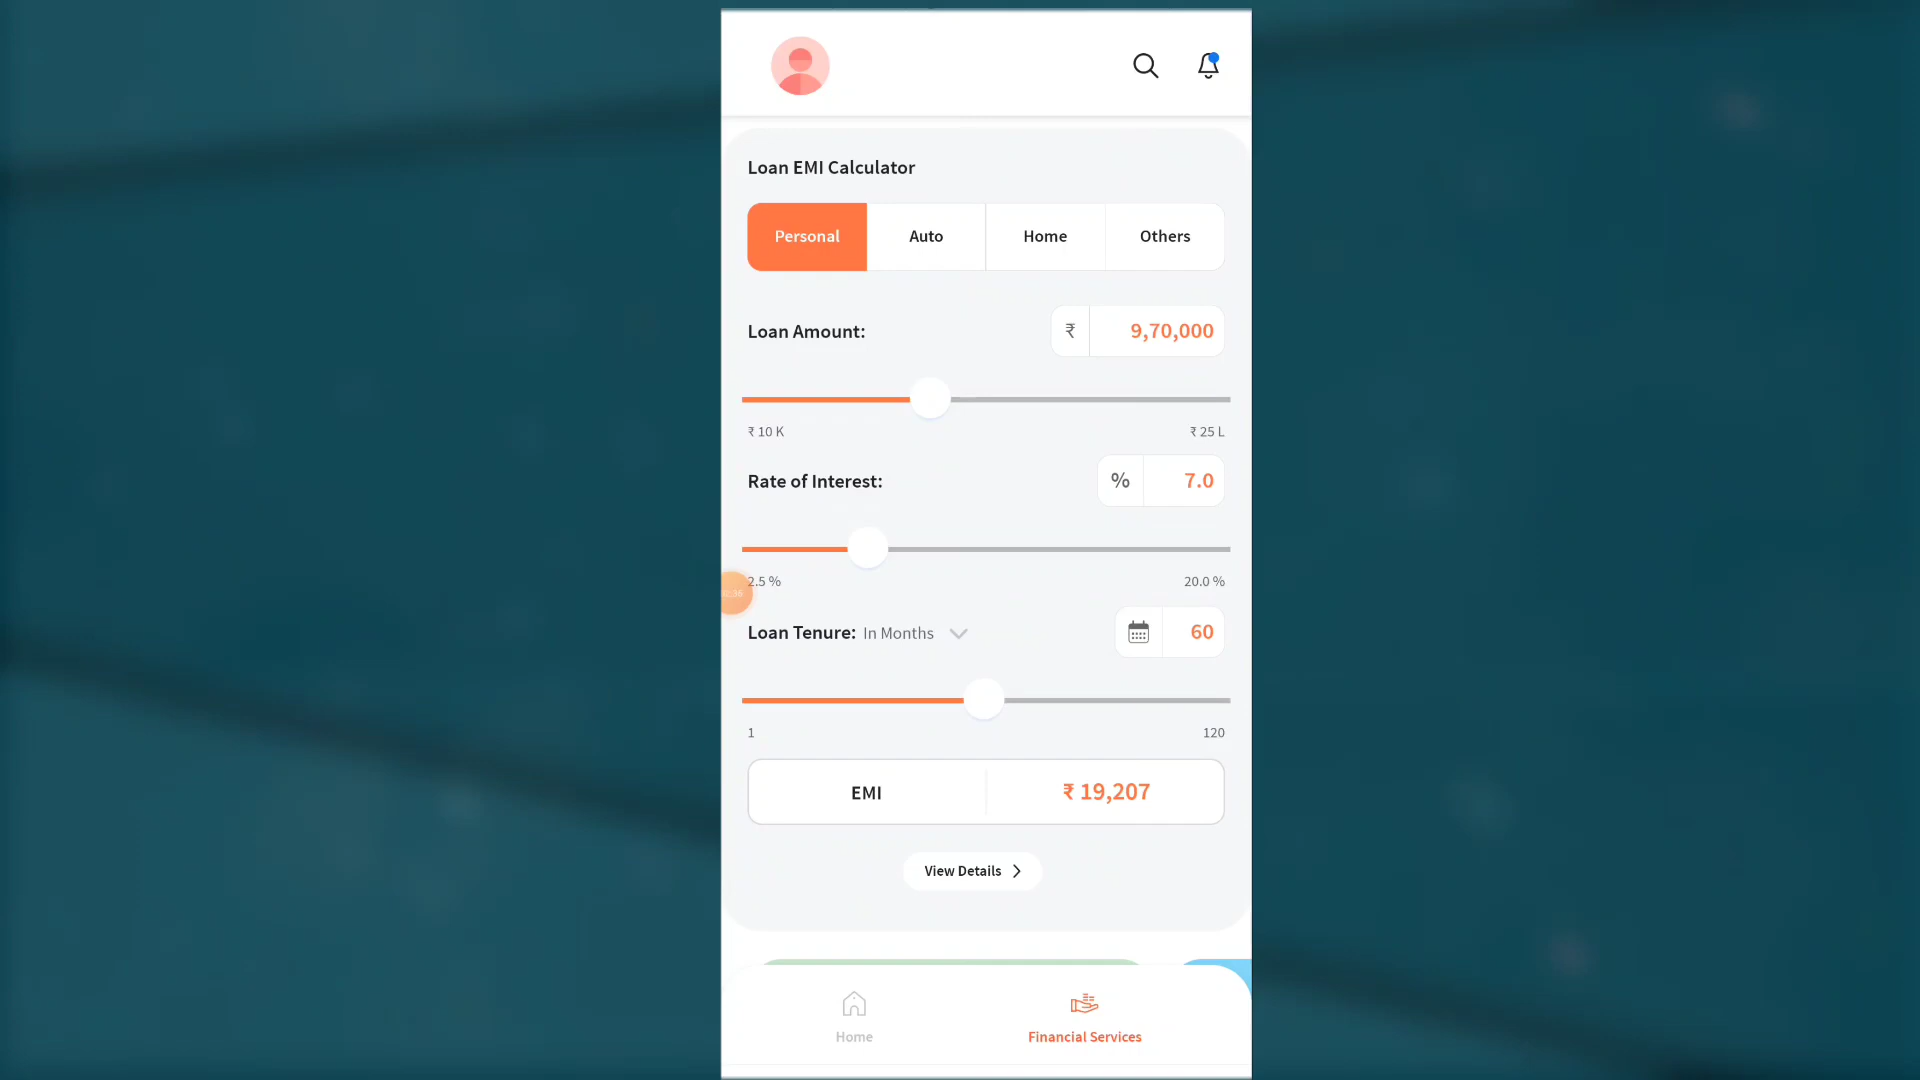 Loan EMI Calculator
Personal Auto Home Others
Loan Amount: ₹ 9,70,000
₹ 10 K ₹ 25 L
Rate of Interest: % 7.0
2.5 % 20.0 %
Loan Tenure: In Months 60
1 120
EMI ₹ 19,207
View Details
Home Financial Services